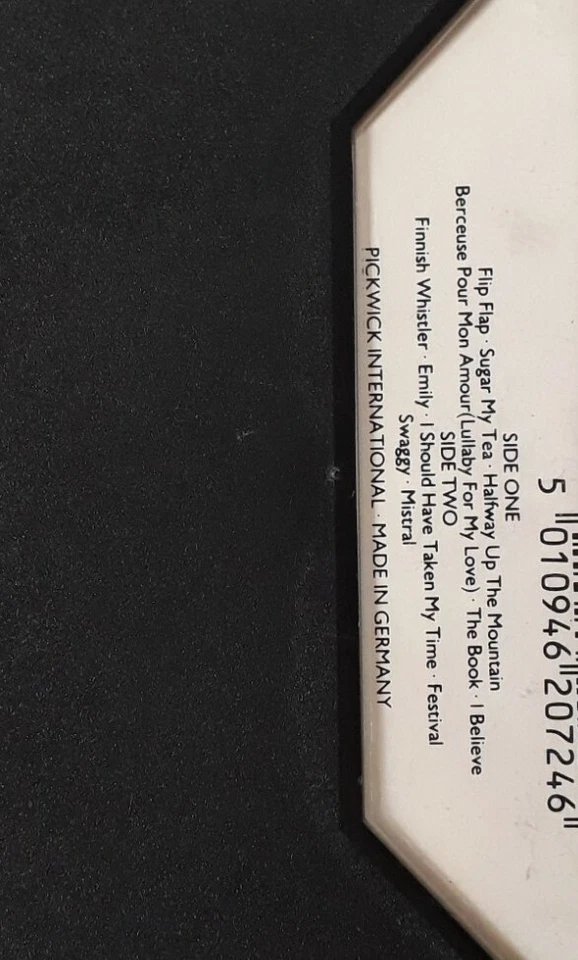 5 010946 207246
SIDE ONE
Flip Flap · Sugar My Tea · Halfway Up The Mountain
Berceuse Pour Mon Amour(Lullaby For My Love) · The Book · I Believe
SIDE TWO
Finnish Whistler · Emily · I Should Have Taken My Time · Festival
Swaggy · Mistral
PICKWICK INTERNATIONAL · MADE IN GERMANY